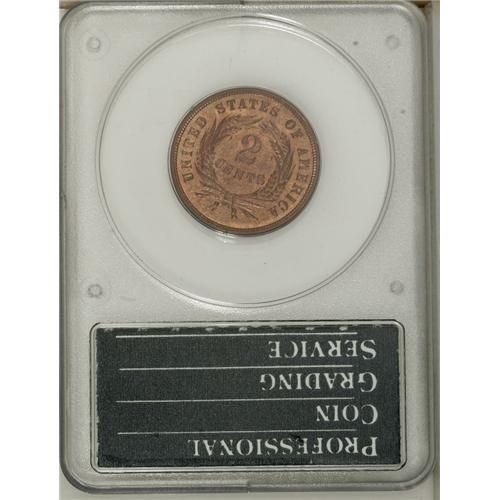 UNITED STATES OF AMERICA
2
CENTS
PROFESSIONAL
COIN
GRADING
SERVICE